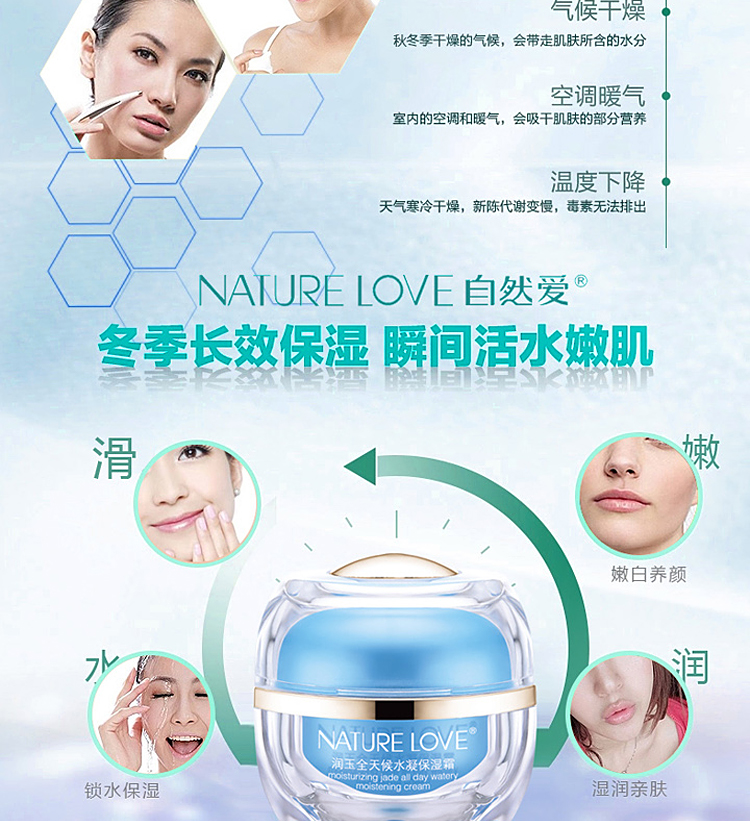 气候干燥
秋冬季干燥的气候，会带走肌肤所含的水分
空调暖气
室内的空调和暖气，会吸干肌肤的部分营养
温度下降
天气寒冷干燥，新陈代谢变慢，毒素无法排出
NATURE LOVE 自然爱®
冬季长效保湿 瞬间活水嫩肌
滑
嫩
嫩白养颜
水
润
锁水保湿
湿润亲肤
NATURE LOVE®
润玉全天候水凝保湿霜
moisturizing jade all day watery
moistening cream